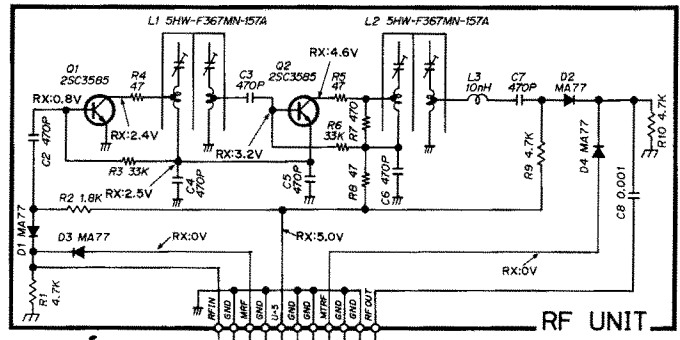 L1 5HW-F367MN-157A
L2 5HW-F367MN-157A
Q1
2SC3585
R4
47
C3
470P
Q2
2SC3585
RX:4.6V
R5
47
L3
10nH
C7
470P
D2
MA77
RX:0.8V
RX:2.4V
C2 470P
R3 33K
RX:2.5V
C4
470P
RX:3.2V
R6
33K
R7 470
C5
470P
R8 47
C6 470P
R9 4.7K
D4 MA77
R10 4.7K
C8 0.001
R2 1.8K
D1 MA77
D3 MA77
RX:0V
RX:5.0V
RX:0V
R1
4.7K
RFIN
GND
MRF
GND
U-5
GND
GND
MTRF
GND
GND
RFOUT
RF UNIT